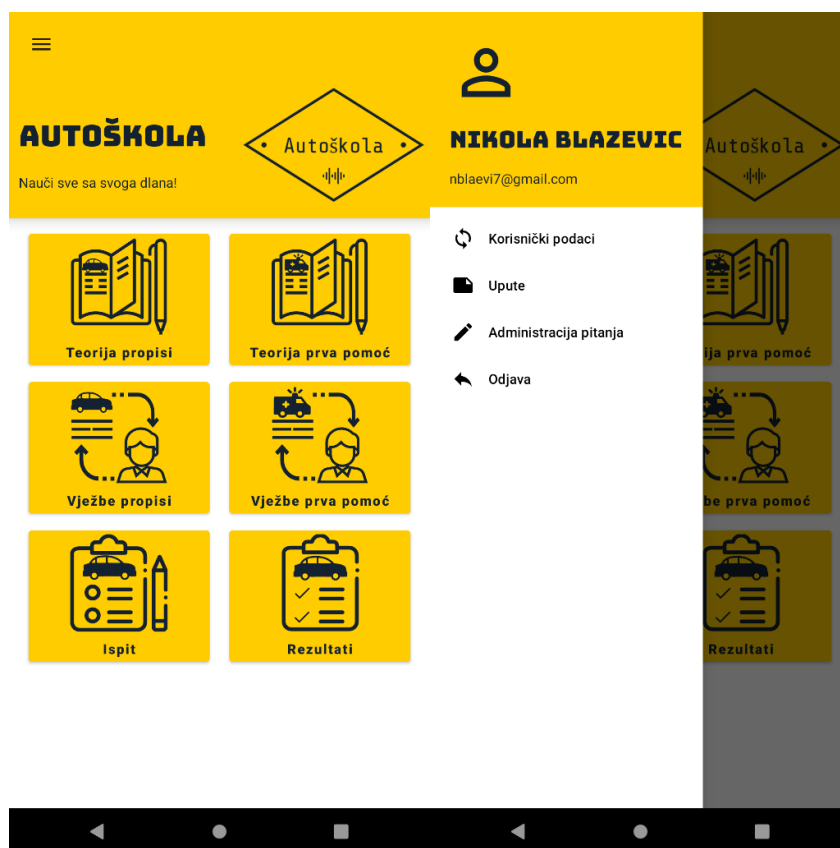 AUTOŠKOLA
Nauči sve sa svoga dlana!
Autoškola
Teorija propisi
Teorija prva pomoć
Vježbe propisi
Vježbe prva pomoć
Ispit
Rezultati
NIKOLA BLAZEVIC
nblaevi7@gmail.com
Korisnički podaci
Upute
Administracija pitanja
Odjava
Autoškola
ija prva pomoć
be prva pomoć
Rezultati